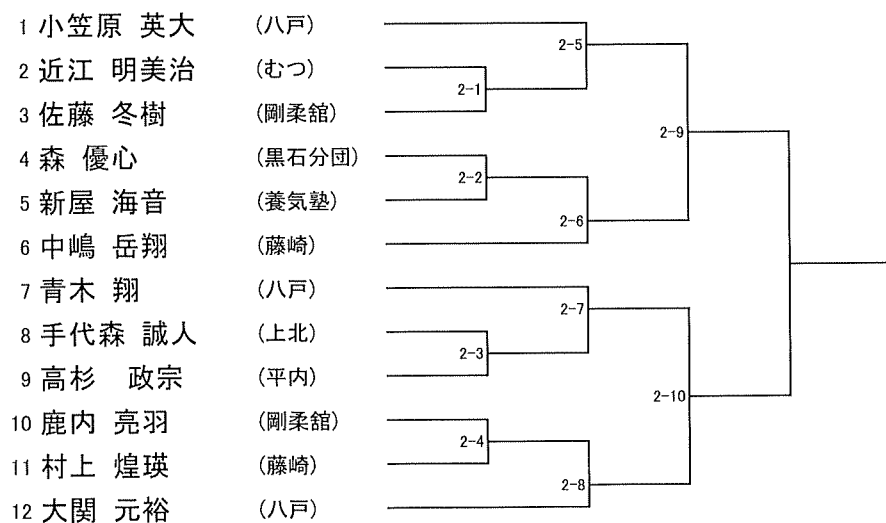 1 小笠原 英大 (八戸)
2 近江 明美治 (むつ)
3 佐藤 冬樹 (剛柔舘)
4 森 優心 (黒石分団)
5 新屋 海音 (養気塾)
6 中嶋 岳翔 (藤崎)
7 青木 翔 (八戸)
8 手代森 誠人 (上北)
9 高杉 政宗 (平内)
10 鹿内 亮羽 (剛柔舘)
11 村上 煌瑛 (藤崎)
12 大関 元裕 (八戸)
2-5
2-1
2-9
2-2
2-6
2-7
2-3
2-10
2-4
2-8